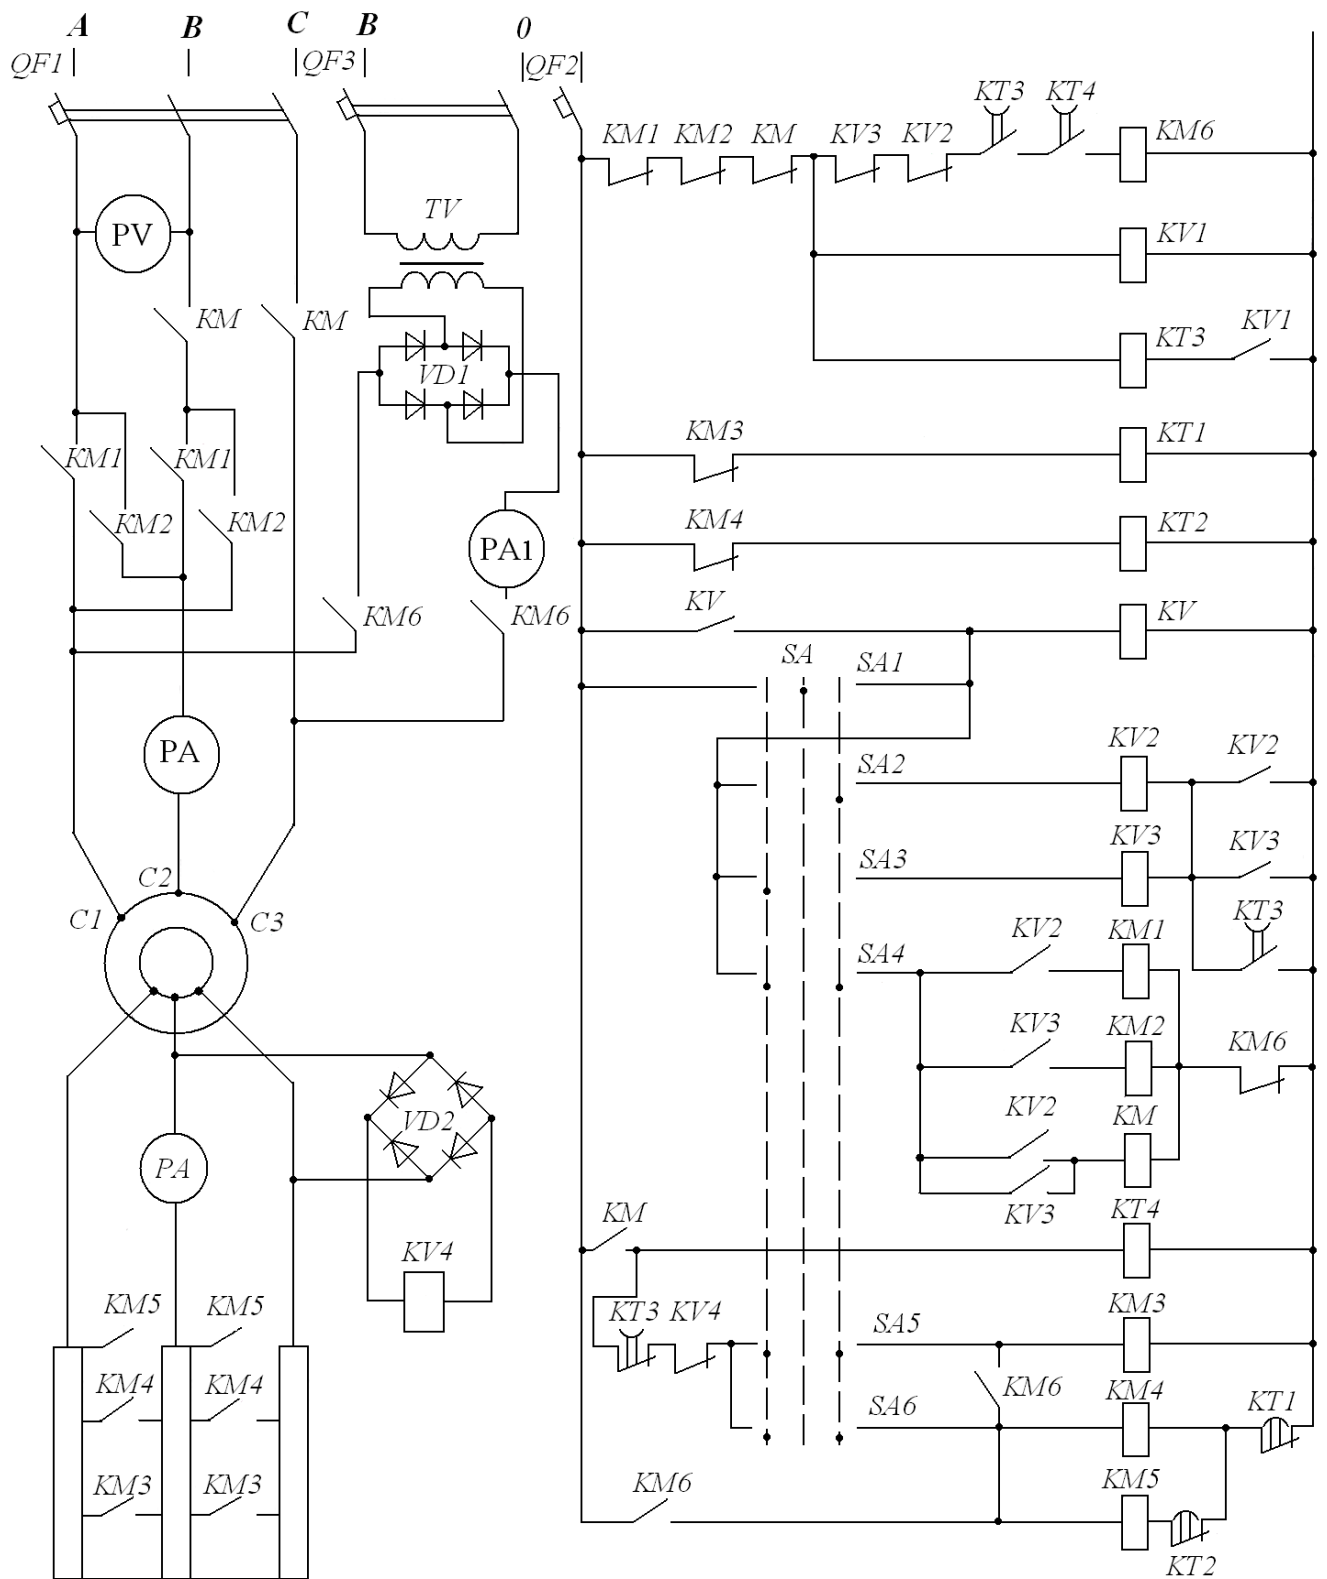 A B C B 0
QF1 QF3 QF2
KT3 KT4
KM1 KM2 KM KV3 KV2 KM6
PV TV KV1
KM KM KT3 KV1
VD1
KM1 KM1 KM3 KT1
KM2 KM2 KM4 KT2
PA1
KM6 KM6 KV KV
SA SA1
PA SA2 KV2 KV2
SA3 KV3 KV3
C2
C1 C3 KT3
SA4 KV2 KM1
KV3 KM2 KM6
VD2 KV2 KM
PA
KV3
KM KT4
KV4
KM5 KM5 KT3 KV4 SA5 KM3
KM4 KM4 KM6 KM4 KT1
SA6
KM3 KM3 KM6 KM5
KT2